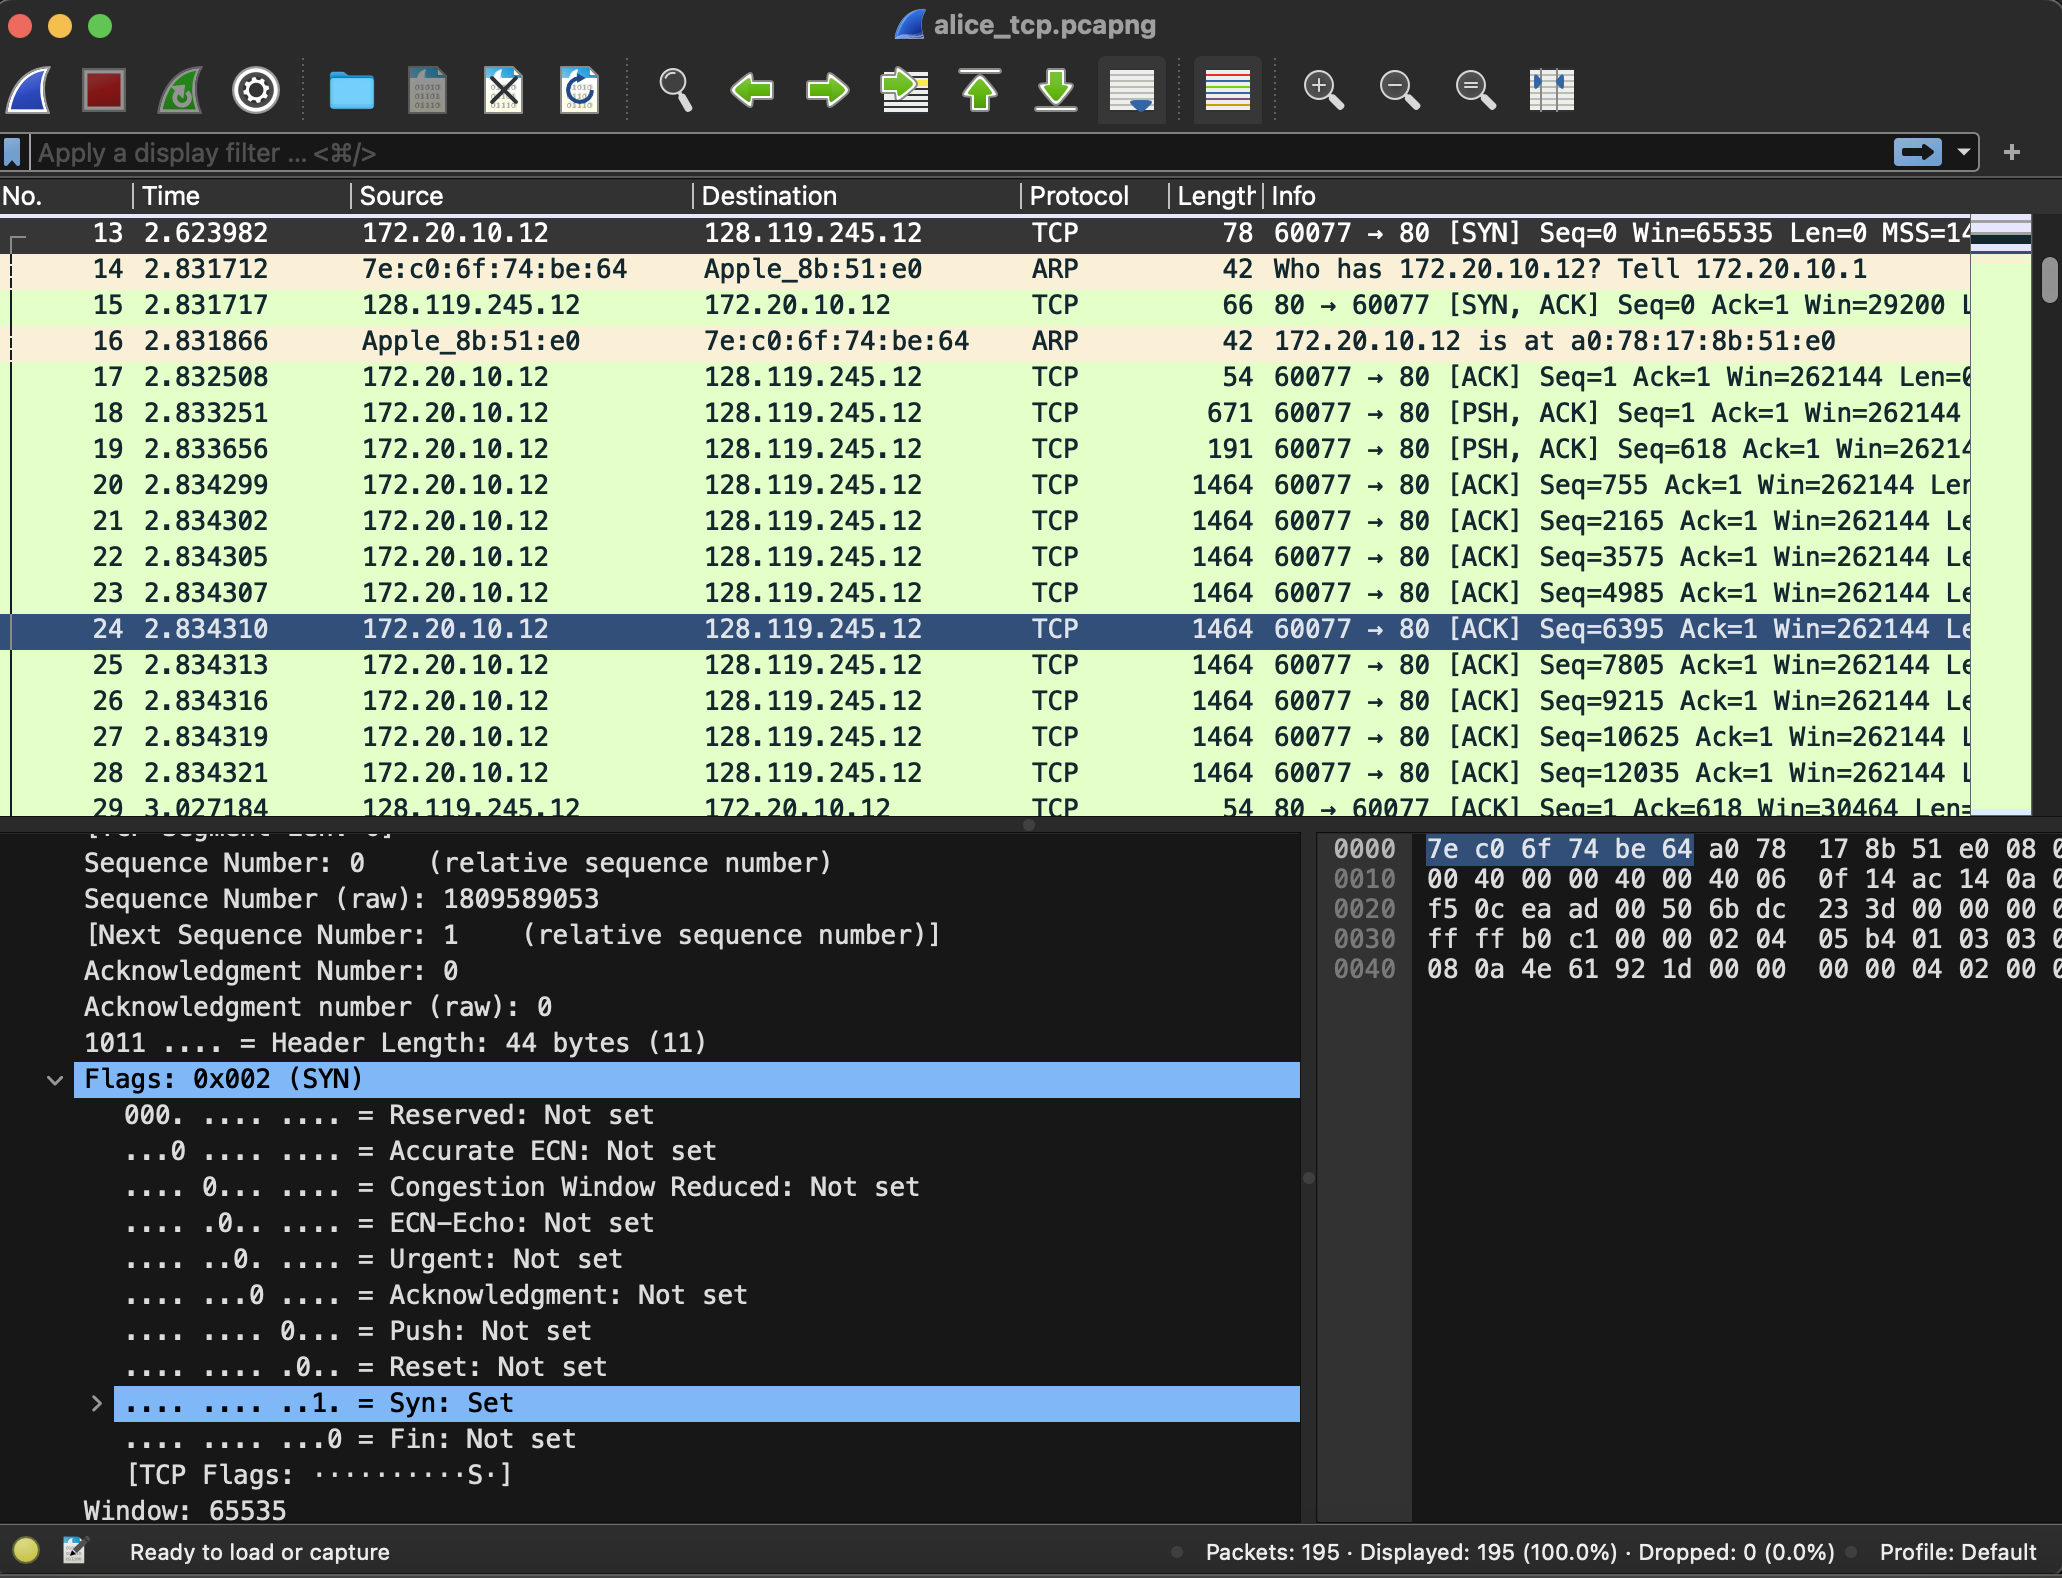 alice_tcp.pcapng
Apply a display filter ... <⌘/>
No. Time Source Destination Protocol Length Info
13 2.623982 172.20.10.12 128.119.245.12 TCP 78 60077 → 80 [SYN] Seq=0 Win=65535 Len=0 MSS=14
14 2.831712 7e:c0:6f:74:be:64 Apple_8b:51:e0 ARP 42 Who has 172.20.10.12? Tell 172.20.10.1
15 2.831717 128.119.245.12 172.20.10.12 TCP 66 80 → 60077 [SYN, ACK] Seq=0 Ack=1 Win=29200 L
16 2.831866 Apple_8b:51:e0 7e:c0:6f:74:be:64 ARP 42 172.20.10.12 is at a0:78:17:8b:51:e0
17 2.832508 172.20.10.12 128.119.245.12 TCP 54 60077 → 80 [ACK] Seq=1 Ack=1 Win=262144 Len=0
18 2.833251 172.20.10.12 128.119.245.12 TCP 671 60077 → 80 [PSH, ACK] Seq=1 Ack=1 Win=262144
19 2.833656 172.20.10.12 128.119.245.12 TCP 191 60077 → 80 [PSH, ACK] Seq=618 Ack=1 Win=26214
20 2.834299 172.20.10.12 128.119.245.12 TCP 1464 60077 → 80 [ACK] Seq=755 Ack=1 Win=262144 Len
21 2.834302 172.20.10.12 128.119.245.12 TCP 1464 60077 → 80 [ACK] Seq=2165 Ack=1 Win=262144 Le
22 2.834305 172.20.10.12 128.119.245.12 TCP 1464 60077 → 80 [ACK] Seq=3575 Ack=1 Win=262144 Le
23 2.834307 172.20.10.12 128.119.245.12 TCP 1464 60077 → 80 [ACK] Seq=4985 Ack=1 Win=262144 Le
24 2.834310 172.20.10.12 128.119.245.12 TCP 1464 60077 → 80 [ACK] Seq=6395 Ack=1 Win=262144 Le
25 2.834313 172.20.10.12 128.119.245.12 TCP 1464 60077 → 80 [ACK] Seq=7805 Ack=1 Win=262144 Le
26 2.834316 172.20.10.12 128.119.245.12 TCP 1464 60077 → 80 [ACK] Seq=9215 Ack=1 Win=262144 Le
27 2.834319 172.20.10.12 128.119.245.12 TCP 1464 60077 → 80 [ACK] Seq=10625 Ack=1 Win=262144 L
28 2.834321 172.20.10.12 128.119.245.12 TCP 1464 60077 → 80 [ACK] Seq=12035 Ack=1 Win=262144 L
29 3.027184 128.119.245.12 172.20.10.12 TCP 54 80 → 60077 [ACK] Seq=1 Ack=618 Win=30464 Len=
[TCP Segment Len: 0]
Sequence Number: 0    (relative sequence number)
Sequence Number (raw): 1809589053
[Next Sequence Number: 1    (relative sequence number)]
Acknowledgment Number: 0
Acknowledgment number (raw): 0
1011 .... = Header Length: 44 bytes (11)
Flags: 0x002 (SYN)
000. .... .... = Reserved: Not set
...0 .... .... = Accurate ECN: Not set
.... 0... .... = Congestion Window Reduced: Not set
.... .0.. .... = ECN-Echo: Not set
.... ..0. .... = Urgent: Not set
.... ...0 .... = Acknowledgment: Not set
.... .... 0... = Push: Not set
.... .... .0.. = Reset: Not set
.... .... ..1. = Syn: Set
.... .... ...0 = Fin: Not set
[TCP Flags: ··········S·]
Window: 65535
0000 7e c0 6f 74 be 64 a0 78 17 8b 51 e0 08 0
0010 00 40 00 00 40 00 40 06 0f 14 ac 14 0a 0
0020 f5 0c ea ad 00 50 6b dc 23 3d 00 00 00 0
0030 ff ff b0 c1 00 00 02 04 05 b4 01 03 03 0
0040 08 0a 4e 61 92 1d 00 00 00 00 04 02 00 0
Ready to load or capture
Packets: 195 · Displayed: 195 (100.0%) · Dropped: 0 (0.0%)
Profile: Default